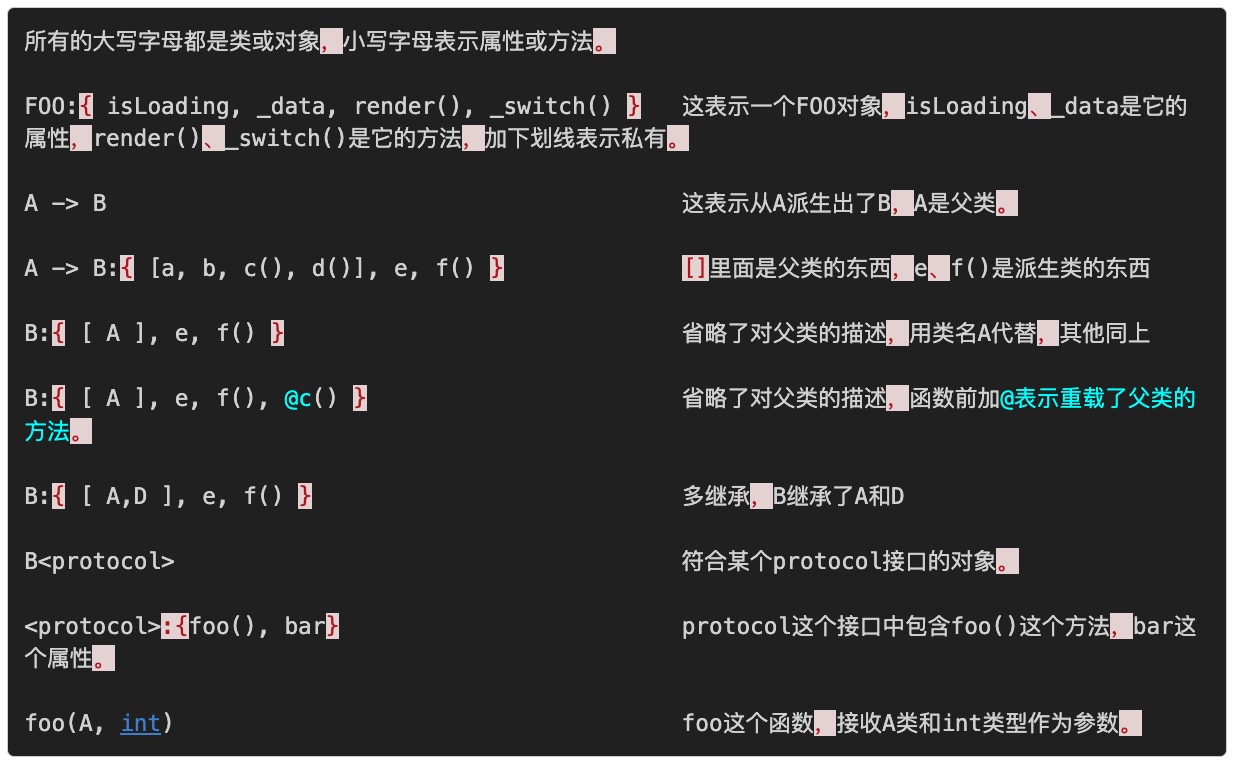 所有的大写字母都是类或对象，小写字母表示属性或方法。
FOO:{ isLoading, _data, render(), _switch() }   这表示一个FOO对象，isLoading、_data是它的
属性，render()、_switch()是它的方法，加下划线表示私有。
A -> B   这表示从A派生出了B，A是父类。
A -> B:{ [a, b, c(), d()], e, f() }   []里面是父类的东西，e、f()是派生类的东西
B:{ [ A ], e, f() }   省略了对父类的描述，用类名A代替，其他同上
B:{ [ A ], e, f(), @c() }   省略了对父类的描述，函数前加@表示重载了父类的
方法。
B:{ [ A,D ], e, f() }   多继承，B继承了A和D
B<protocol>   符合某个protocol接口的对象。
<protocol>:{foo(), bar}   protocol这个接口中包含foo()这个方法，bar这
个属性。
foo(A, int)   foo这个函数，接收A类和int类型作为参数。